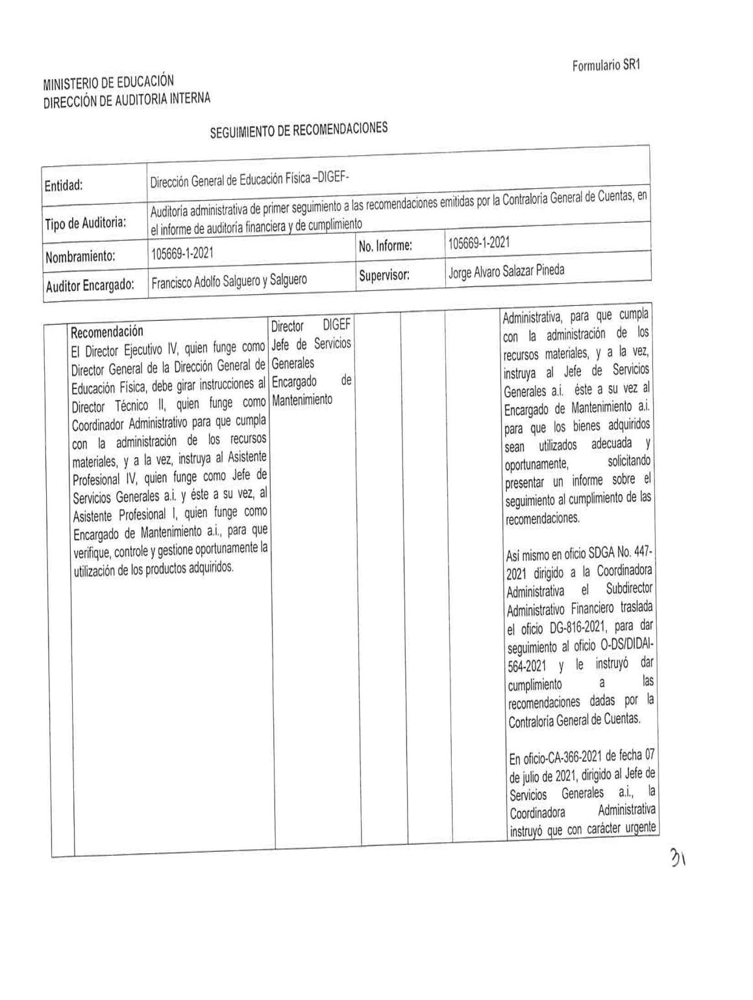 Formulario SR1
MINISTERIO DE EDUCACIÓN
DIRECCIÓN DE AUDITORIA INTERNA
SEGUIMIENTO DE RECOMENDACIONES
Entidad:
Dirección General de Educación Física –DIGEF-
Tipo de Auditoria:
Auditoría administrativa de primer seguimiento a las recomendaciones emitidas por la Contraloría General de Cuentas, en
el informe de auditoría financiera y de cumplimiento
Nombramiento:
105669-1-2021
No. Informe:
105669-1-2021
Auditor Encargado:
Francisco Adolfo Salguero y Salguero
Supervisor:
Jorge Alvaro Salazar Pineda
Recomendación
El Director Ejecutivo IV, quien funge como
Director General de la Dirección General de
Educación Física, debe girar instrucciones al
Director Técnico II, quien funge como
Coordinador Administrativo para que cumpla
con la administración de los recursos
materiales, y a la vez, instruya al Asistente
Profesional IV, quien funge como Jefe de
Servicios Generales a.i. y éste a su vez, al
Asistente Profesional I, quien funge como
Encargado de Mantenimiento a.i., para que
verifique, controle y gestione oportunamente la
utilización de los productos adquiridos.
Director DIGEF
Jefe de Servicios
Generales
Encargado de
Mantenimiento
Administrativa, para que cumpla
con la administración de los
recursos materiales, y a la vez,
instruya al Jefe de Servicios
Generales a.i. éste a su vez al
Encargado de Mantenimiento a.i.
para que los bienes adquiridos
sean utilizados adecuada y
oportunamente, solicitando
presentar un informe sobre el
seguimiento al cumplimiento de las
recomendaciones.
Así mismo en oficio SDGA No. 447-
2021 dirigido a la Coordinadora
Administrativa el Subdirector
Administrativo Financiero traslada
el oficio DG-816-2021, para dar
seguimiento al oficio O-DS/DIDAI-
564-2021 y le instruyó dar
cumplimiento a las
recomendaciones dadas por la
Contraloría General de Cuentas.
En oficio-CA-366-2021 de fecha 07
de julio de 2021, dirigido al Jefe de
Servicios Generales a.i., la
Coordinadora Administrativa
instruyó que con carácter urgente
31